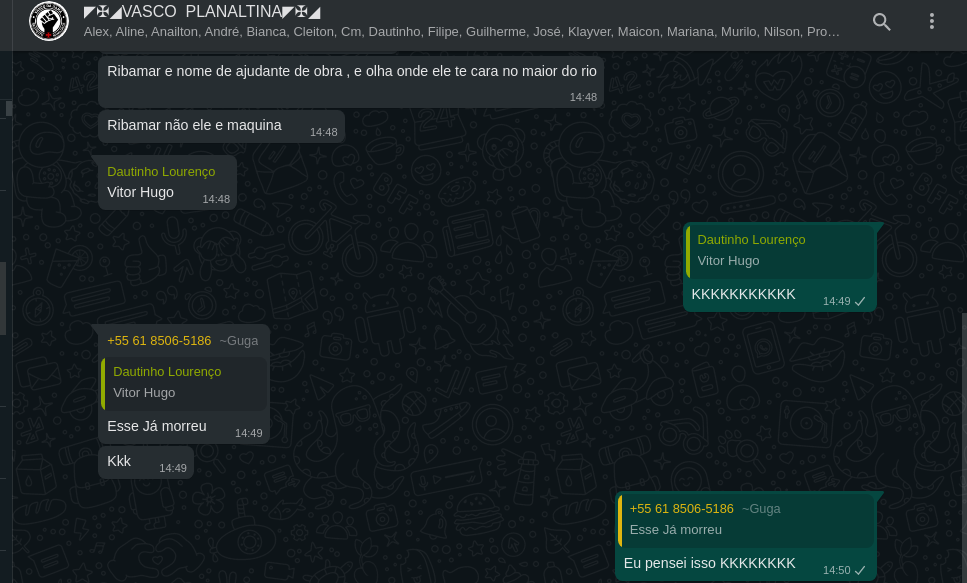 ◤✠◢VASCO PLANALTINA◤✠◢
Alex, Aline, Anailton, André, Bianca, Cleiton, Cm, Dautinho, Filipe, Guilherme, José, Klayver, Maicon, Mariana, Murilo, Nilson, Pro…
Ribamar e nome de ajudante de obra , e olha onde ele te cara no maior do rio
14:48
Ribamar não ele e maquina
14:48
Dautinho Lourenço
Vitor Hugo
14:48
Dautinho Lourenço
Vitor Hugo
KKKKKKKKKKK
14:49
+55 61 8506-5186 ~Guga
Dautinho Lourenço
Vitor Hugo
Esse Já morreu
14:49
Kkk
14:49
+55 61 8506-5186 ~Guga
Esse Já morreu
Eu pensei isso KKKKKKKK
14:50